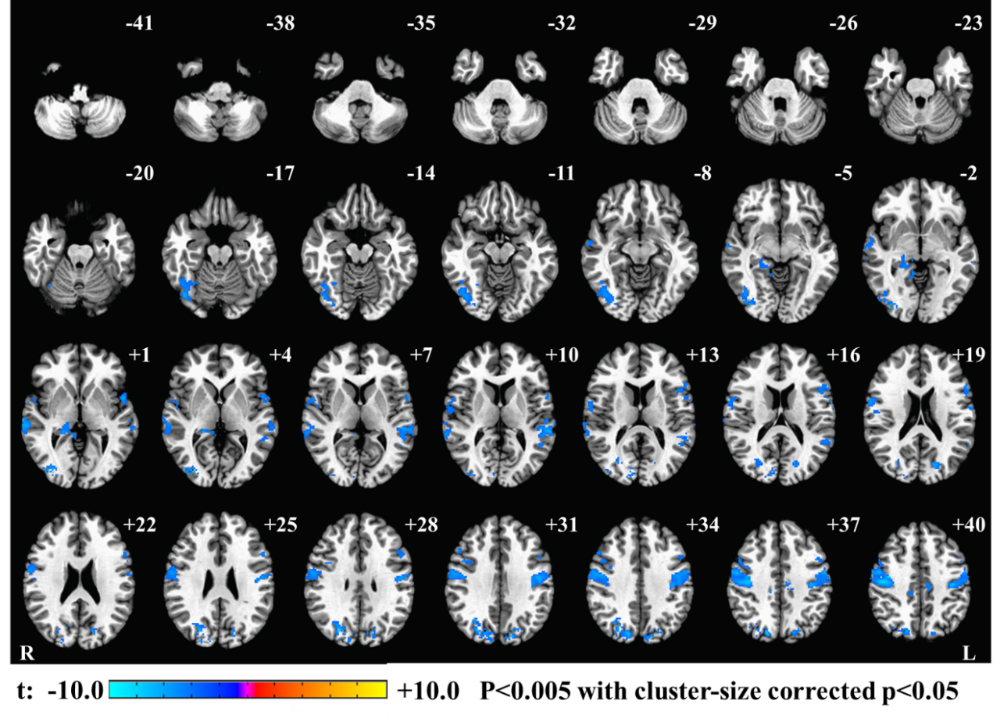 -41 -38 -35 -32 -29 -26 -23
-20 -17 -14 -11 -8 -5 -2
+1 +4 +7 +10 +13 +16 +19
+22 +25 +28 +31 +34 +37 +40
R L
t: -10.0 +10.0 P<0.005 with cluster-size corrected p<0.05